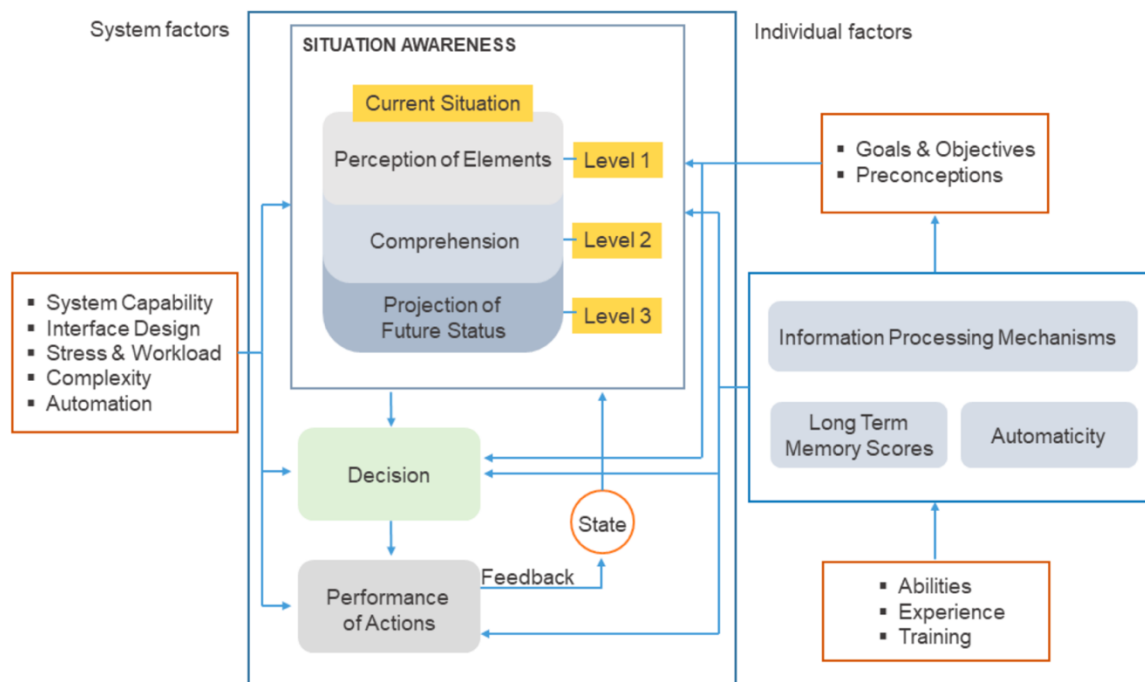 System factors
SITUATION AWARENESS
Individual factors
Current Situation
Perception of Elements
Level 1
Comprehension
Level 2
Projection of
Future Status
Level 3
▪ System Capability
▪ Interface Design
▪ Stress & Workload
▪ Complexity
▪ Automation
Decision
State
Feedback
Performance
of Actions
▪ Goals & Objectives
▪ Preconceptions
Information Processing Mechanisms
Long Term
Memory Scores
Automaticity
▪ Abilities
▪ Experience
▪ Training